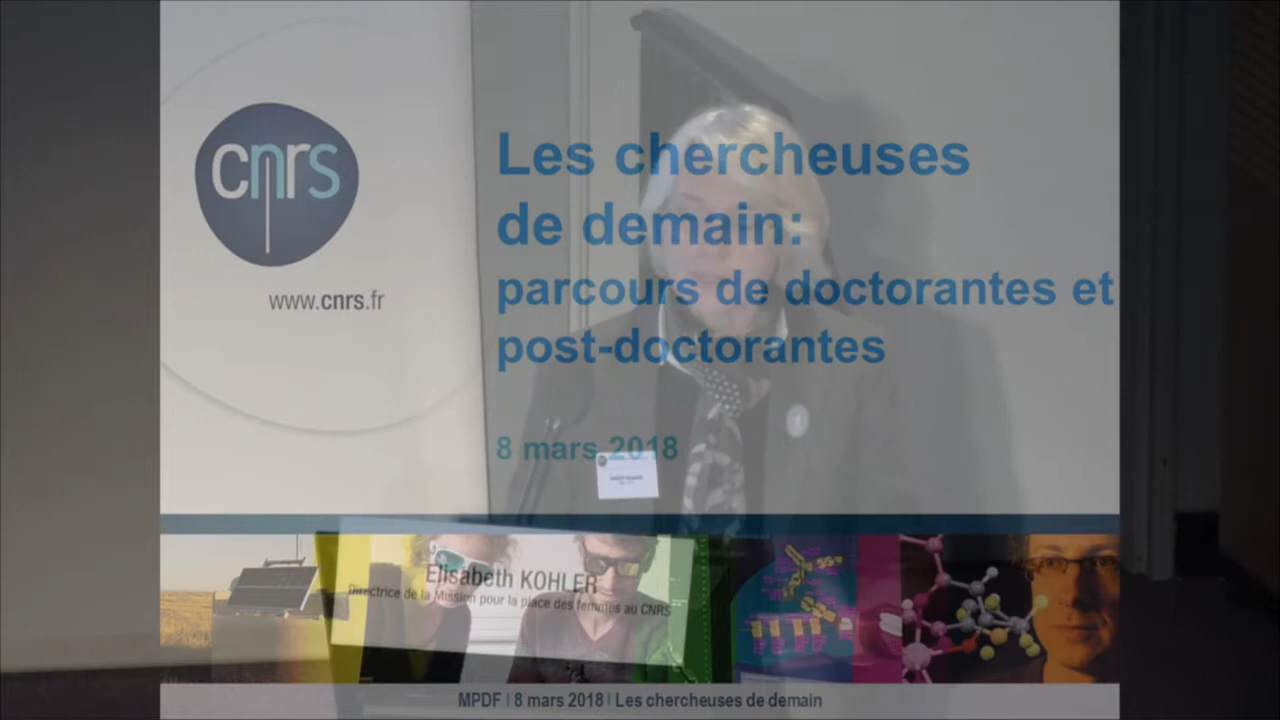 cnrs
www.cnrs.fr
Les chercheuses
de demain:
parcours de doctorantes et
post-doctorantes
8 mars 2018
Elisabeth KOHLER
Directrice de la Mission pour la place des femmes au CNRS
MPDF I 8 mars 2018 I Les chercheuses de demain